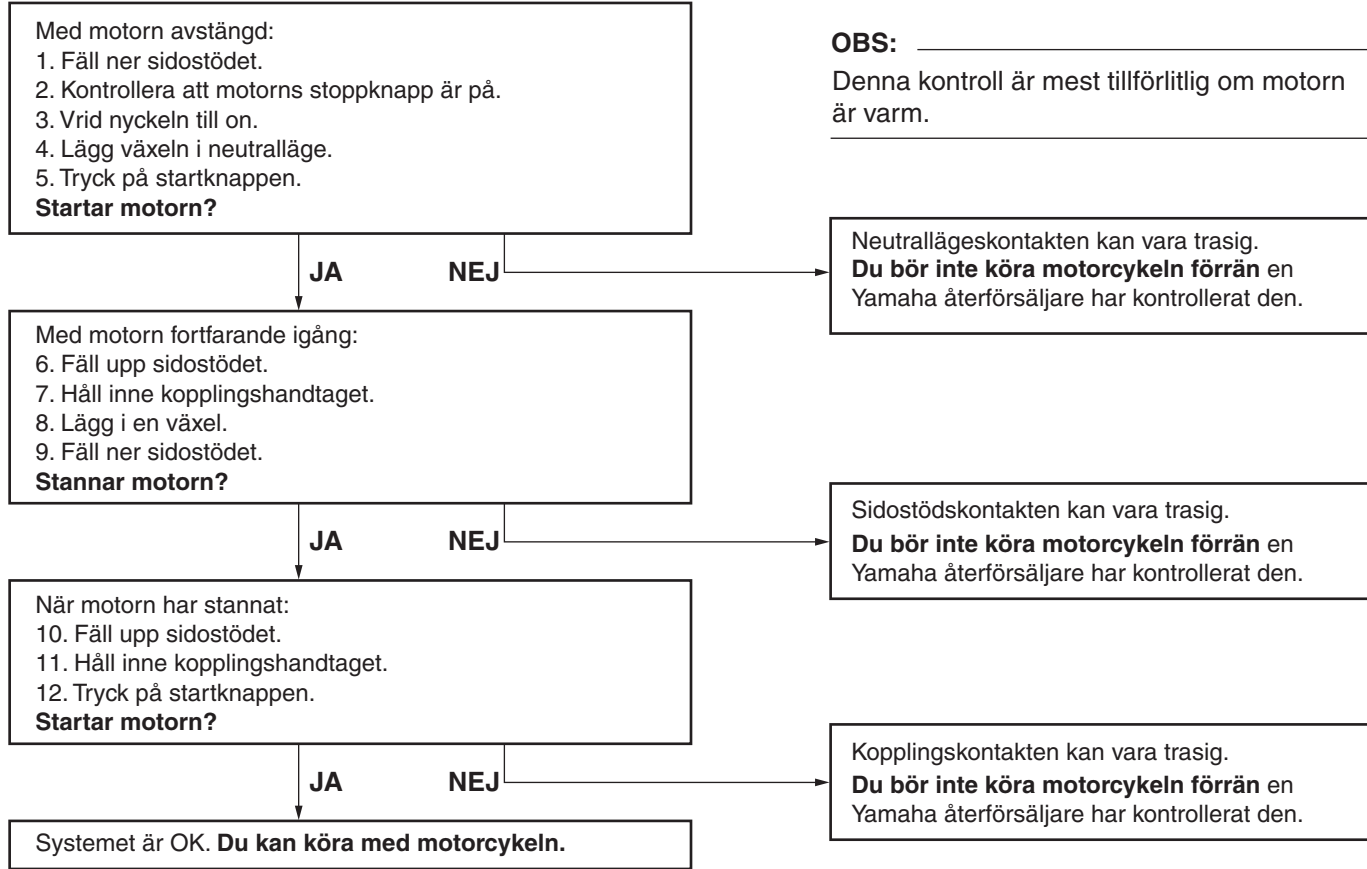 Med motorn avstängd:
1. Fäll ner sidostödet.
2. Kontrollera att motorns stoppknapp är på.
3. Vrid nyckeln till on.
4. Lägg växeln i neutralläge.
5. Tryck på startknappen.
Startar motorn?
OBS:
Denna kontroll är mest tillförlitlig om motorn
är varm.
JA
NEJ
Neutrallägeskontakten kan vara trasig.
Du bör inte köra motorcykeln förrän en
Yamaha återförsäljare har kontrollerat den.
Med motorn fortfarande igång:
6. Fäll upp sidostödet.
7. Håll inne kopplingshandtaget.
8. Lägg i en växel.
9. Fäll ner sidostödet.
Stannar motorn?
JA
NEJ
Sidostödskontakten kan vara trasig.
Du bör inte köra motorcykeln förrän en
Yamaha återförsäljare har kontrollerat den.
När motorn har stannat:
10. Fäll upp sidostödet.
11. Håll inne kopplingshandtaget.
12. Tryck på startknappen.
Startar motorn?
JA
NEJ
Kopplingskontakten kan vara trasig.
Du bör inte köra motorcykeln förrän en
Yamaha återförsäljare har kontrollerat den.
Systemet är OK. Du kan köra med motorcykeln.